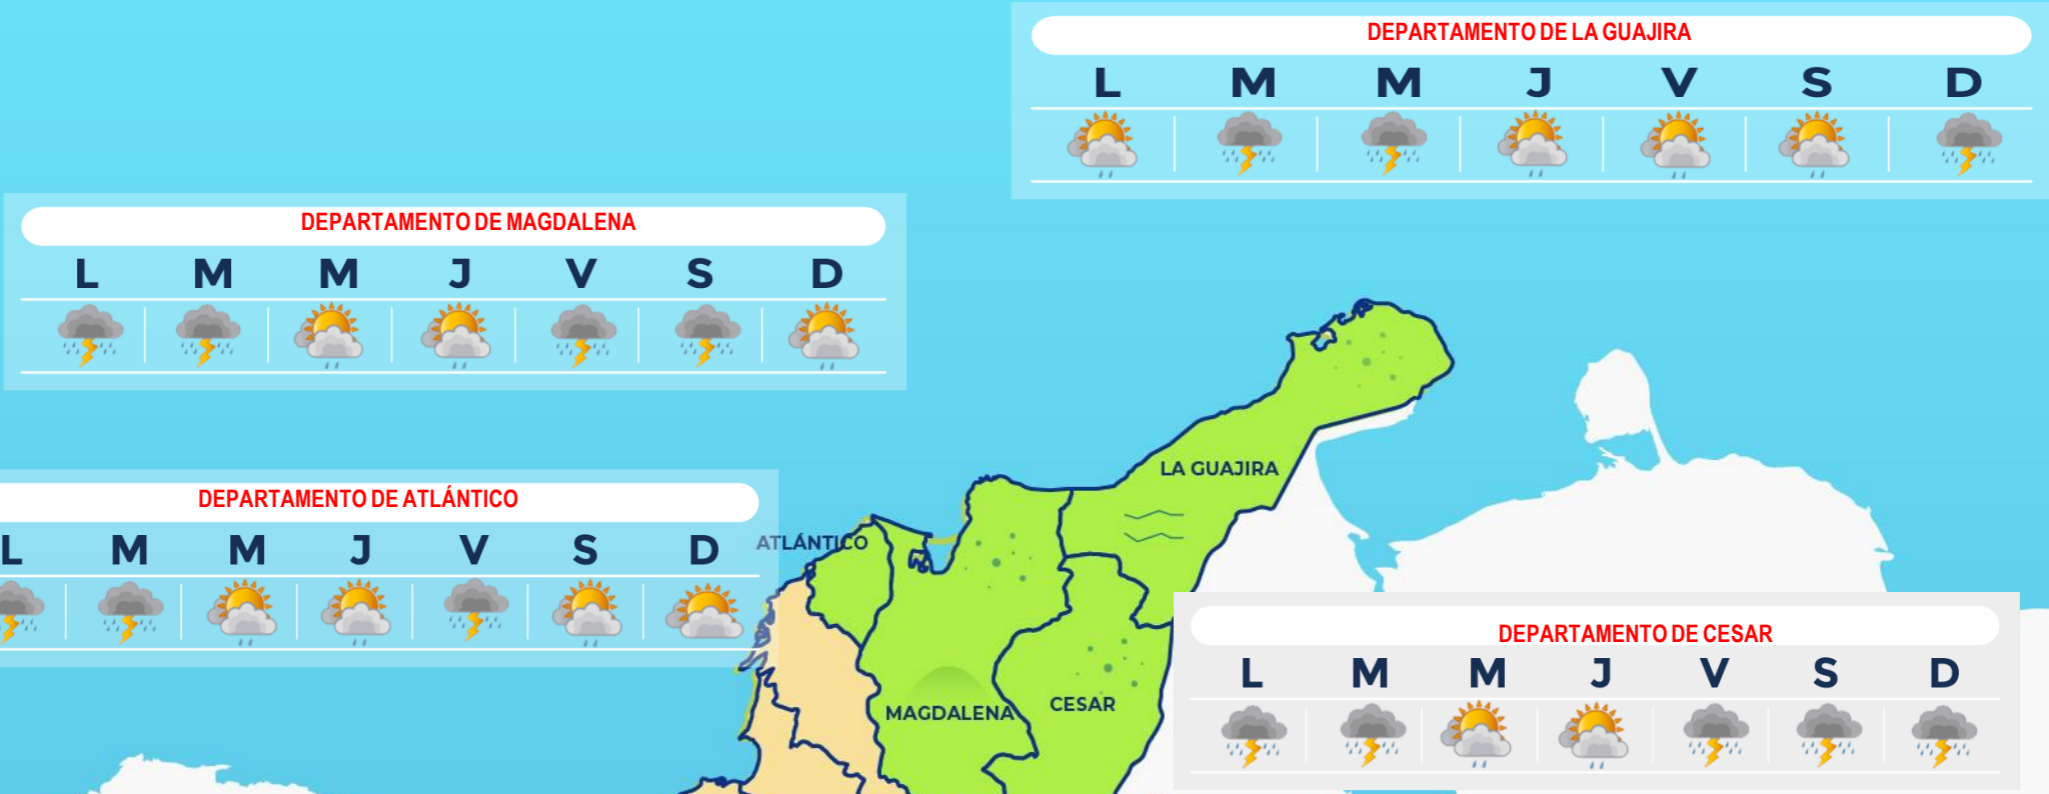 DEPARTAMENTO DE LA GUAJIRA
L M M J V S D
DEPARTAMENTO DE MAGDALENA
L M M J V S D
LA GUAJIRA
DEPARTAMENTO DE ATLÁNTICO
L M M J V S D
ATLÁNTICO
DEPARTAMENTO DE CESAR
L M M J V S D
MAGDALENA
CESAR